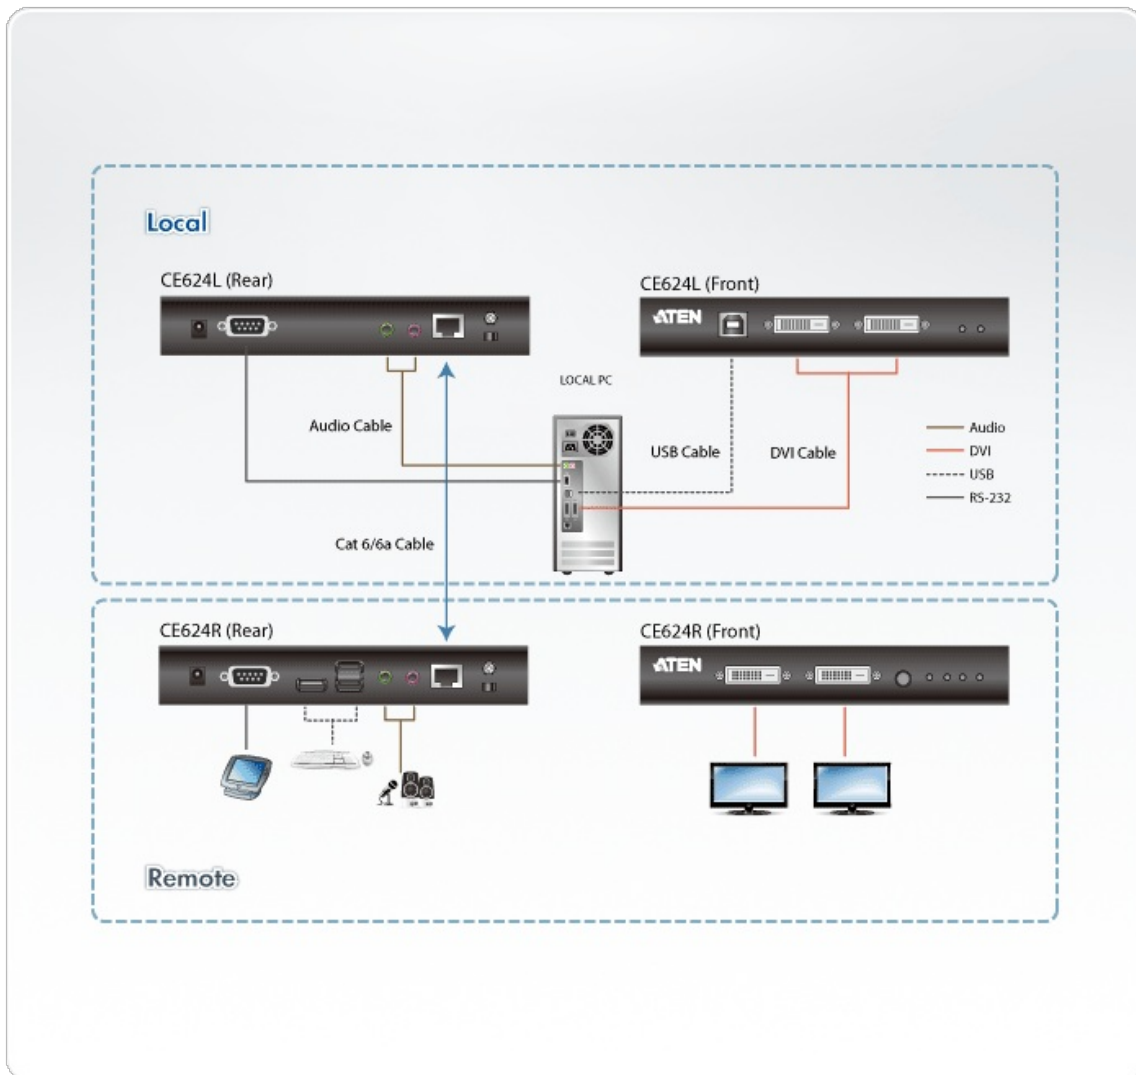 Local
CE624L (Rear)
CE624L (Front)
ATEN
LOCAL PC
Audio Cable
USB Cable
DVI Cable
Audio
DVI
USB
RS-232
Cat 6/6a Cable
CE624R (Rear)
CE624R (Front)
ATEN
Remote